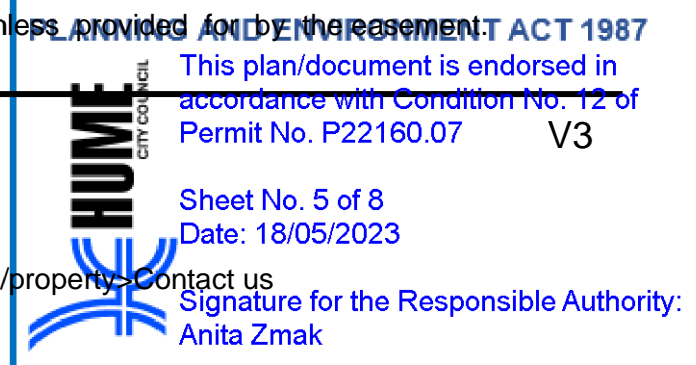 nless provided for by the easement.
PLANNING AND ENVIRONMENT ACT 1987
HUME
CITY COUNCIL
This plan/document is endorsed in
accordance with Condition No. 12 of
Permit No. P22160.07
V3
Sheet No. 5 of 8
Date: 18/05/2023
/property>Contact us
Signature for the Responsible Authority:
Anita Zmak